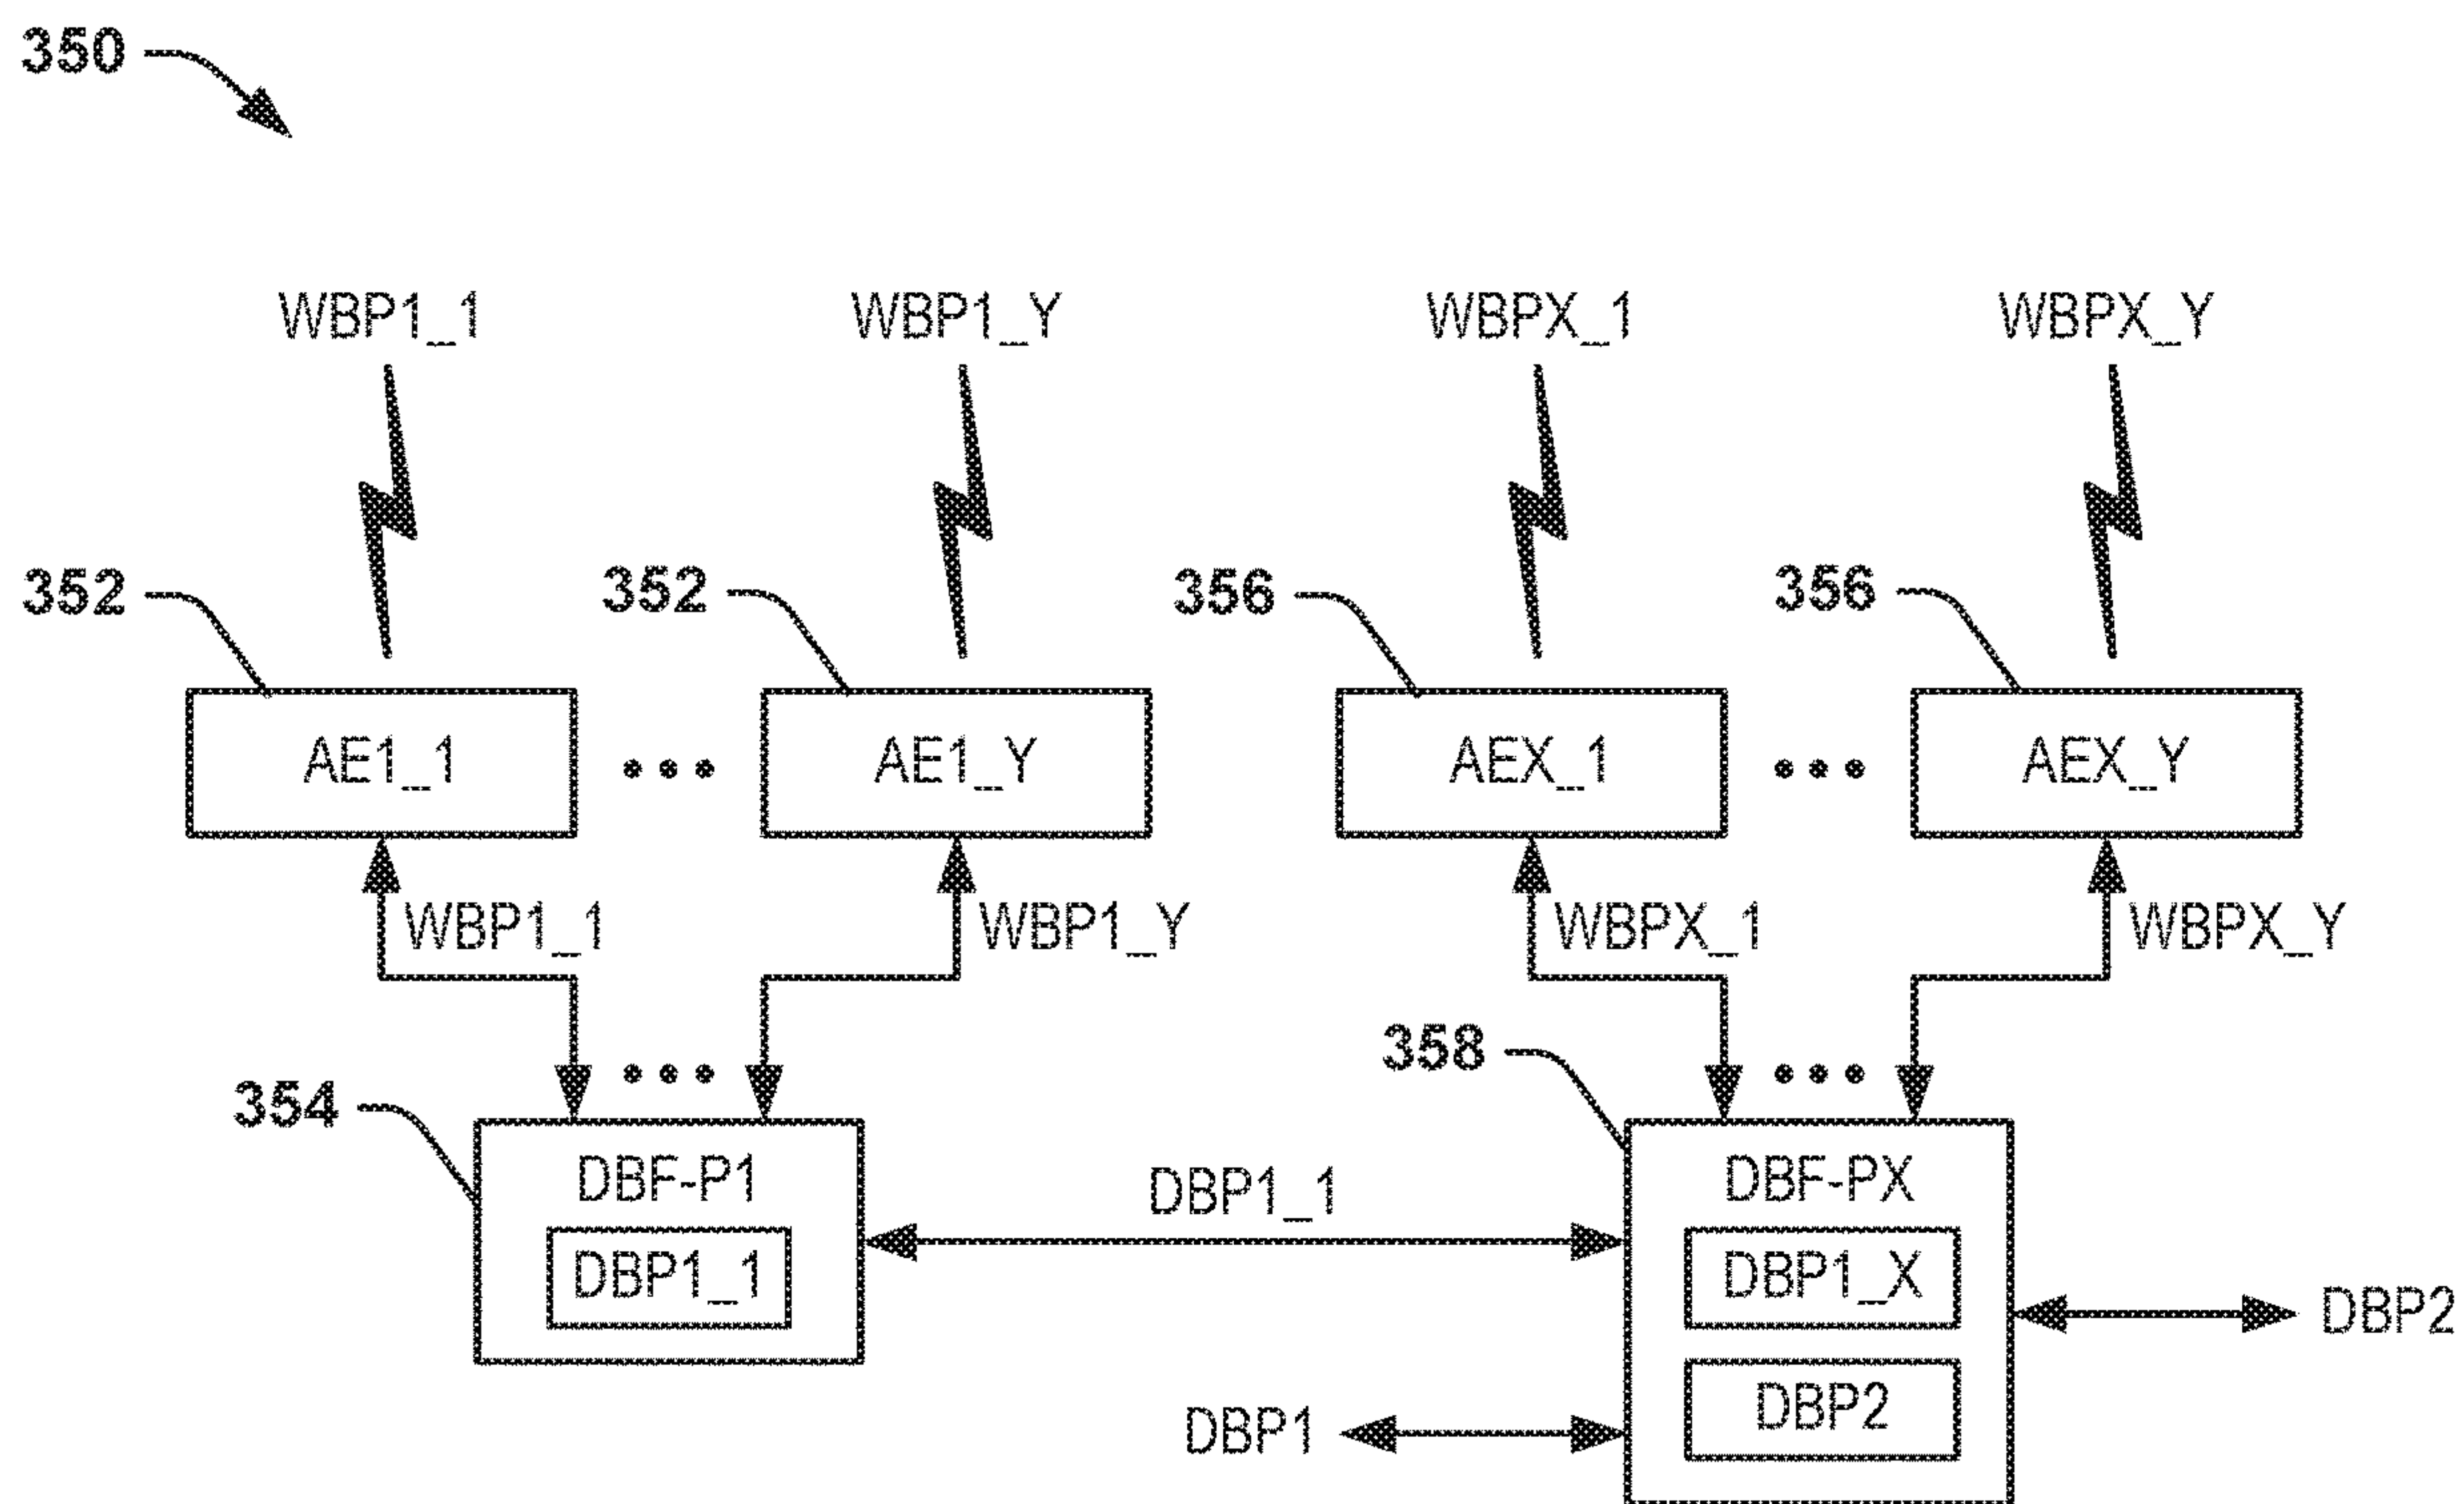 350
WBP1_1
WBP1_Y
WBPX_1
WBPX_Y
352
352
356
356
AE1_1
AE1_Y
AEX_1
AEX_Y
WBP1_1
WBP1_Y
WBPX_1
WBPX_Y
354
358
DBF-P1
DBP1_1
DBP1_1
DBF-PX
DBP1_X
DBP2
DBP2
DBP1